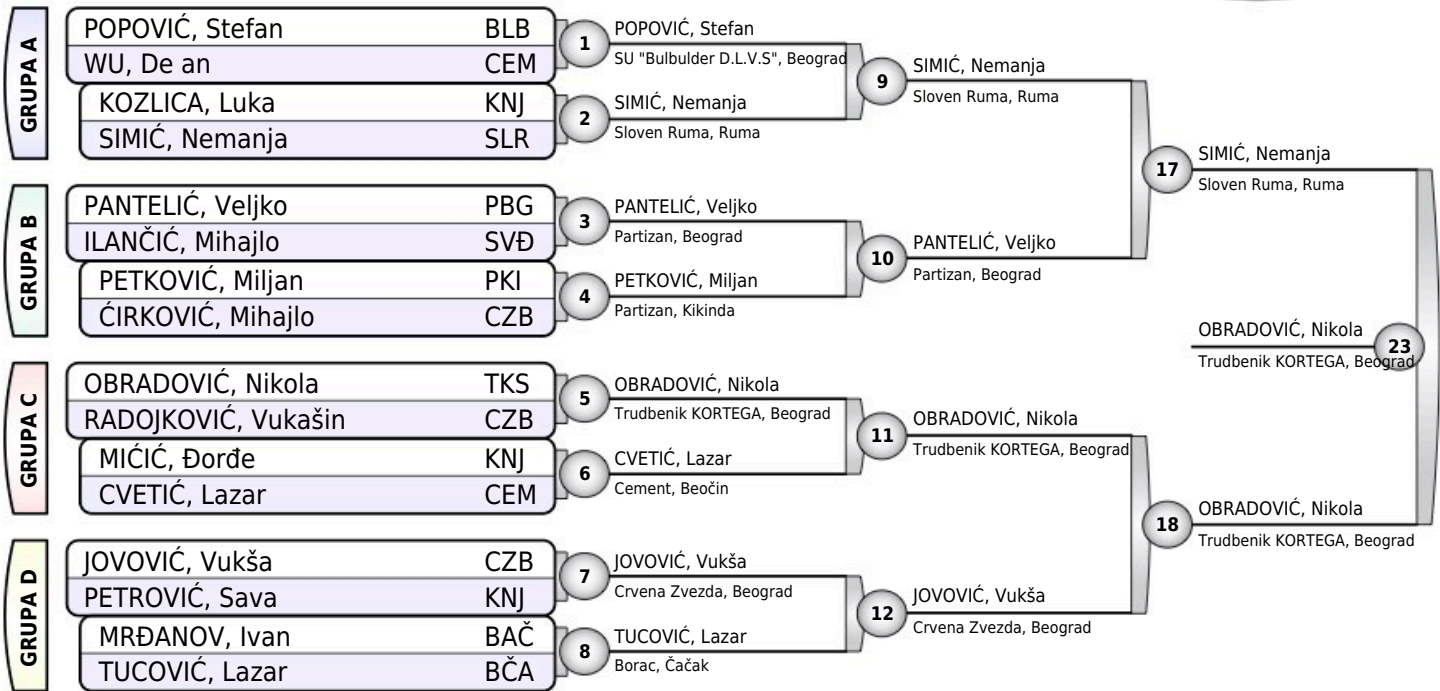 GRUPA A
POPOVIĆ, Stefan BLB
WU, De an CEM
KOZLICA, Luka KNJ
SIMIĆ, Nemanja SLR
1
POPOVIĆ, Stefan
SU "Bulbulder D.L.V.S", Beograd
2
SIMIĆ, Nemanja
Sloven Ruma, Ruma
9
SIMIĆ, Nemanja
Sloven Ruma, Ruma
GRUPA B
PANTELIĆ, Veljko PBG
ILANČIĆ, Mihajlo SVĐ
PETKOVIĆ, Miljan PKI
ĆIRKOVIĆ, Mihajlo CZB
3
PANTELIĆ, Veljko
Partizan, Beograd
4
PETKOVIĆ, Miljan
Partizan, Kikinda
10
PANTELIĆ, Veljko
Partizan, Beograd
17
SIMIĆ, Nemanja
Sloven Ruma, Ruma
GRUPA C
OBRADOVIĆ, Nikola TKS
RADOJKOVIĆ, Vukašin CZB
MIĆIĆ, Đorđe KNJ
CVETIĆ, Lazar CEM
5
OBRADOVIĆ, Nikola
Trudbenik KORTEGA, Beograd
6
CVETIĆ, Lazar
Cement, Beočin
11
OBRADOVIĆ, Nikola
Trudbenik KORTEGA, Beograd
GRUPA D
JOVOVIĆ, Vukša CZB
PETROVIĆ, Sava KNJ
MRĐANOV, Ivan BAČ
TUCOVIĆ, Lazar BČA
7
JOVOVIĆ, Vukša
Crvena Zvezda, Beograd
8
TUCOVIĆ, Lazar
Borac, Čačak
12
JOVOVIĆ, Vukša
Crvena Zvezda, Beograd
18
OBRADOVIĆ, Nikola
Trudbenik KORTEGA, Beograd
23
OBRADOVIĆ, Nikola
Trudbenik KORTEGA, Beograd